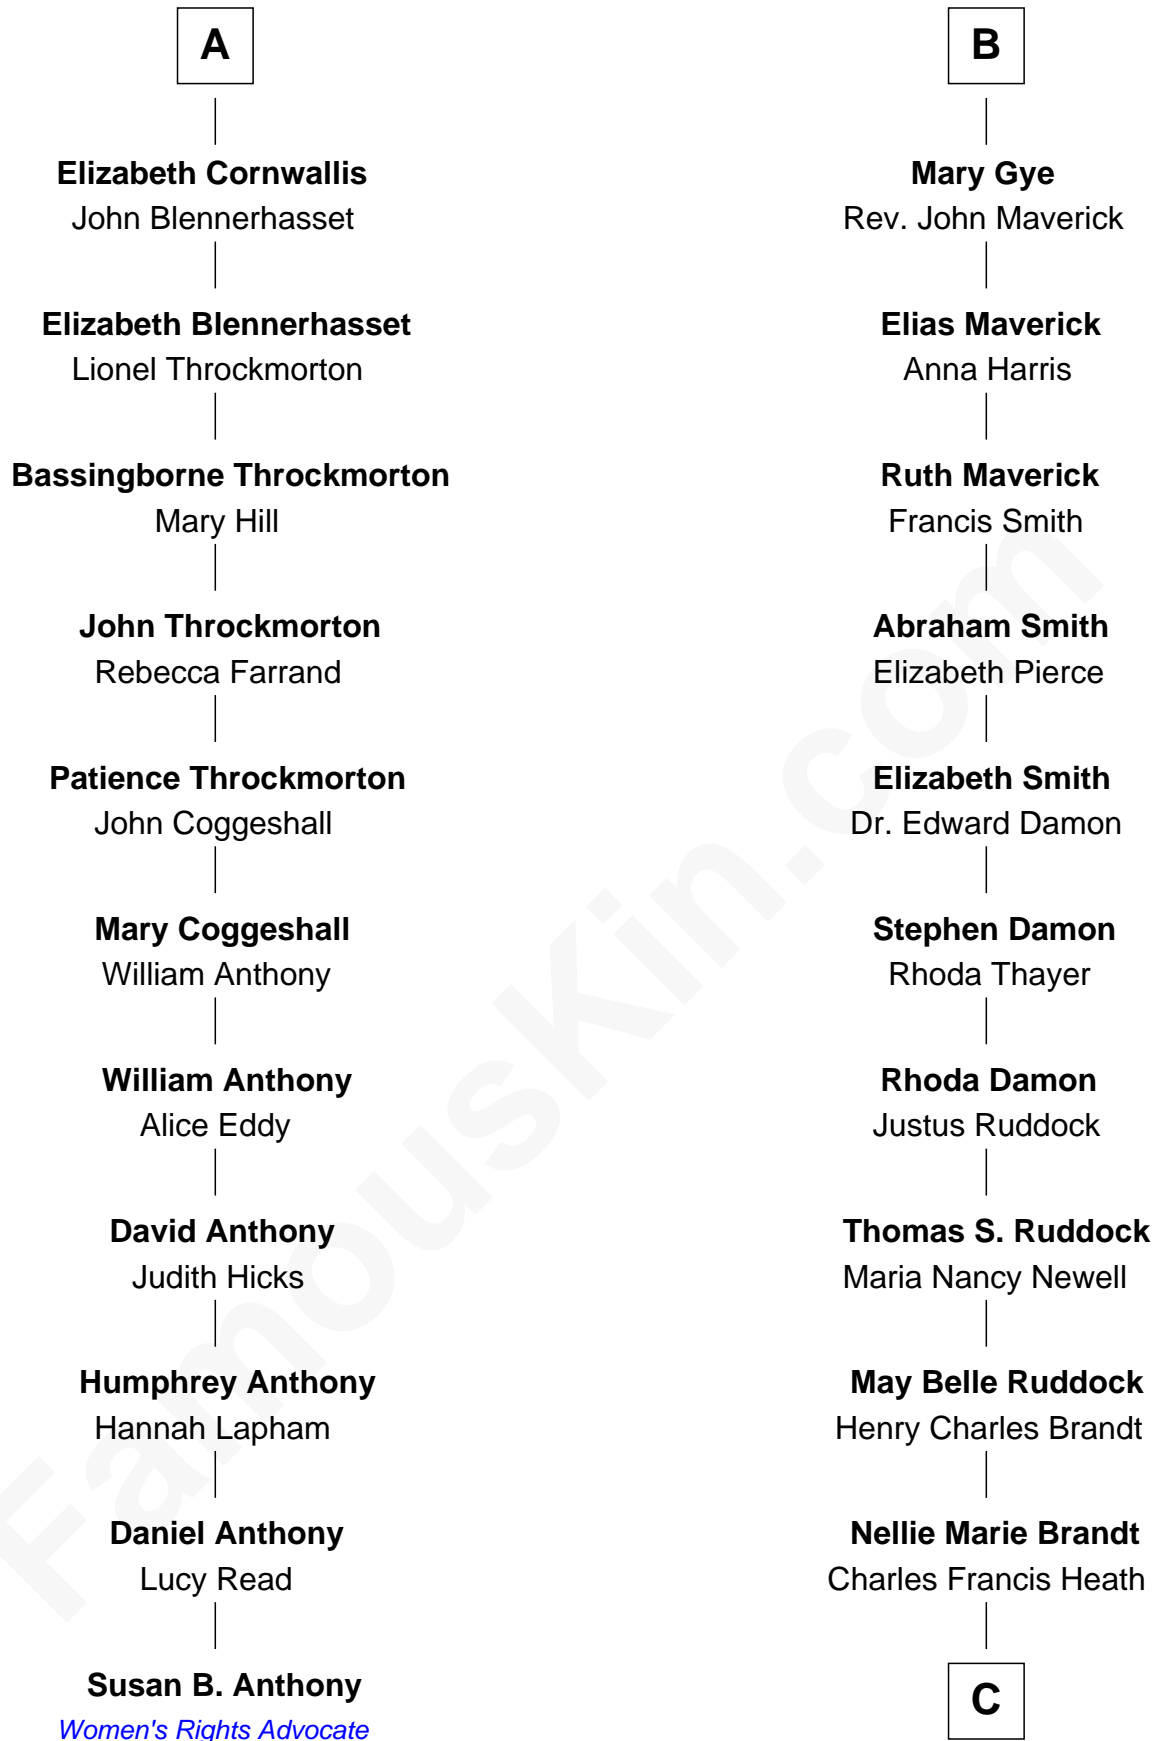 A
Elizabeth Cornwallis
John Blennerhasset
Elizabeth Blennerhasset
Lionel Throckmorton
Bassingborne Throckmorton
Mary Hill
John Throckmorton
Rebecca Farrand
Patience Throckmorton
John Coggeshall
Mary Coggeshall
William Anthony
William Anthony
Alice Eddy
David Anthony
Judith Hicks
Humphrey Anthony
Hannah Lapham
Daniel Anthony
Lucy Read
Susan B. Anthony
Women's Rights Advocate
B
Mary Gye
Rev. John Maverick
Elias Maverick
Anna Harris
Ruth Maverick
Francis Smith
Abraham Smith
Elizabeth Pierce
Elizabeth Smith
Dr. Edward Damon
Stephen Damon
Rhoda Thayer
Rhoda Damon
Justus Ruddock
Thomas S. Ruddock
Maria Nancy Newell
May Belle Ruddock
Henry Charles Brandt
Nellie Marie Brandt
Charles Francis Heath
C
FamousKin.com